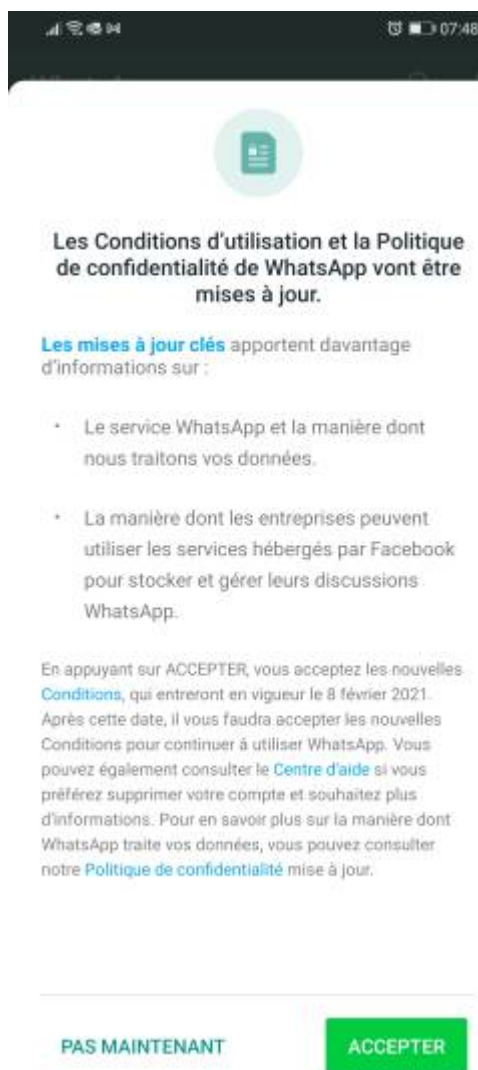 07:48
Les Conditions d'utilisation et la Politique
de confidentialité de WhatsApp vont être
mises à jour.
Les mises à jour clés apportent davantage
d'informations sur :
• Le service WhatsApp et la manière dont
nous traitons vos données.
• La manière dont les entreprises peuvent
utiliser les services hébergés par Facebook
pour stocker et gérer leurs discussions
WhatsApp.
En appuyant sur ACCEPTER, vous acceptez les nouvelles
Conditions, qui entreront en vigueur le 8 février 2021.
Après cette date, il vous faudra accepter les nouvelles
Conditions pour continuer à utiliser WhatsApp. Vous
pouvez également consulter le Centre d'aide si vous
préférez supprimer votre compte et souhaitez plus
d'informations. Pour en savoir plus sur la manière dont
WhatsApp traite vos données, vous pouvez consulter
notre Politique de confidentialité mise à jour.
PAS MAINTENANT
ACCEPTER